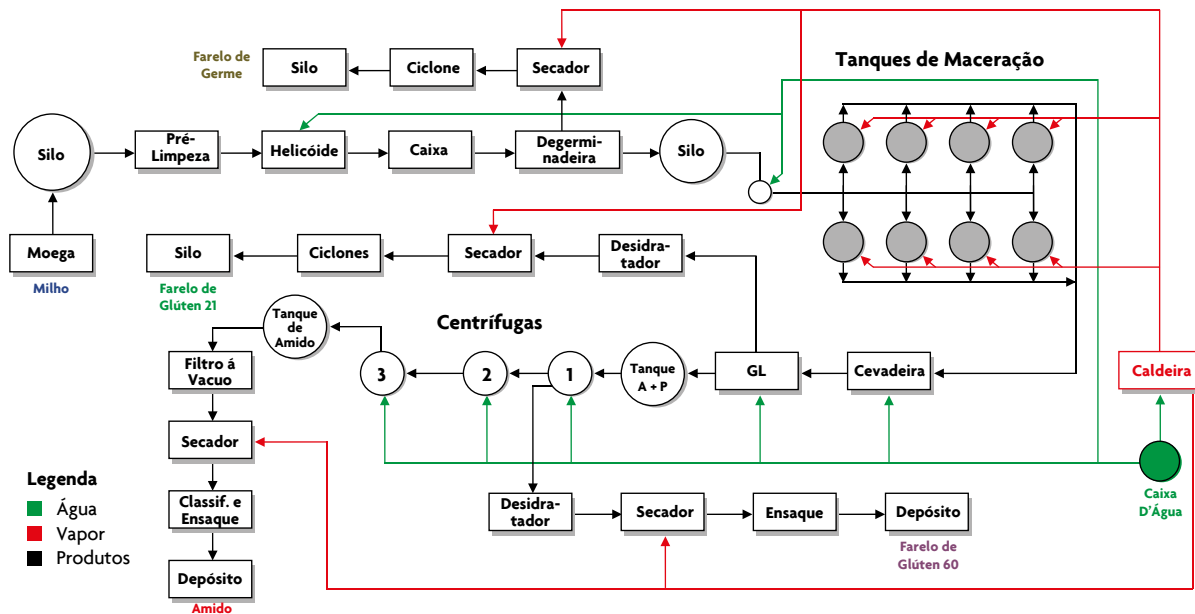 Farelo de
Germe
Silo
Ciclone
Secador
Tanques de Maceração
Silo
Pré-
Limpeza
Helicóide
Caixa
Degermi-
nadeira
Silo
Moega
Milho
Silo
Farelo de
Glúten 21
Ciclones
Secador
Desidra-
tador
Centrífugas
Tanque
de
Amido
Filtro á
Vacuo
3
2
1
Tanque
A + P
GL
Cevadeira
Caldeira
Secador
Legenda
Água
Vapor
Produtos
Classif. e
Ensaque
Depósito
Amido
Desidra-
tador
Secador
Ensaque
Depósito
Farelo de
Glúten 60
Caixa
D'Água